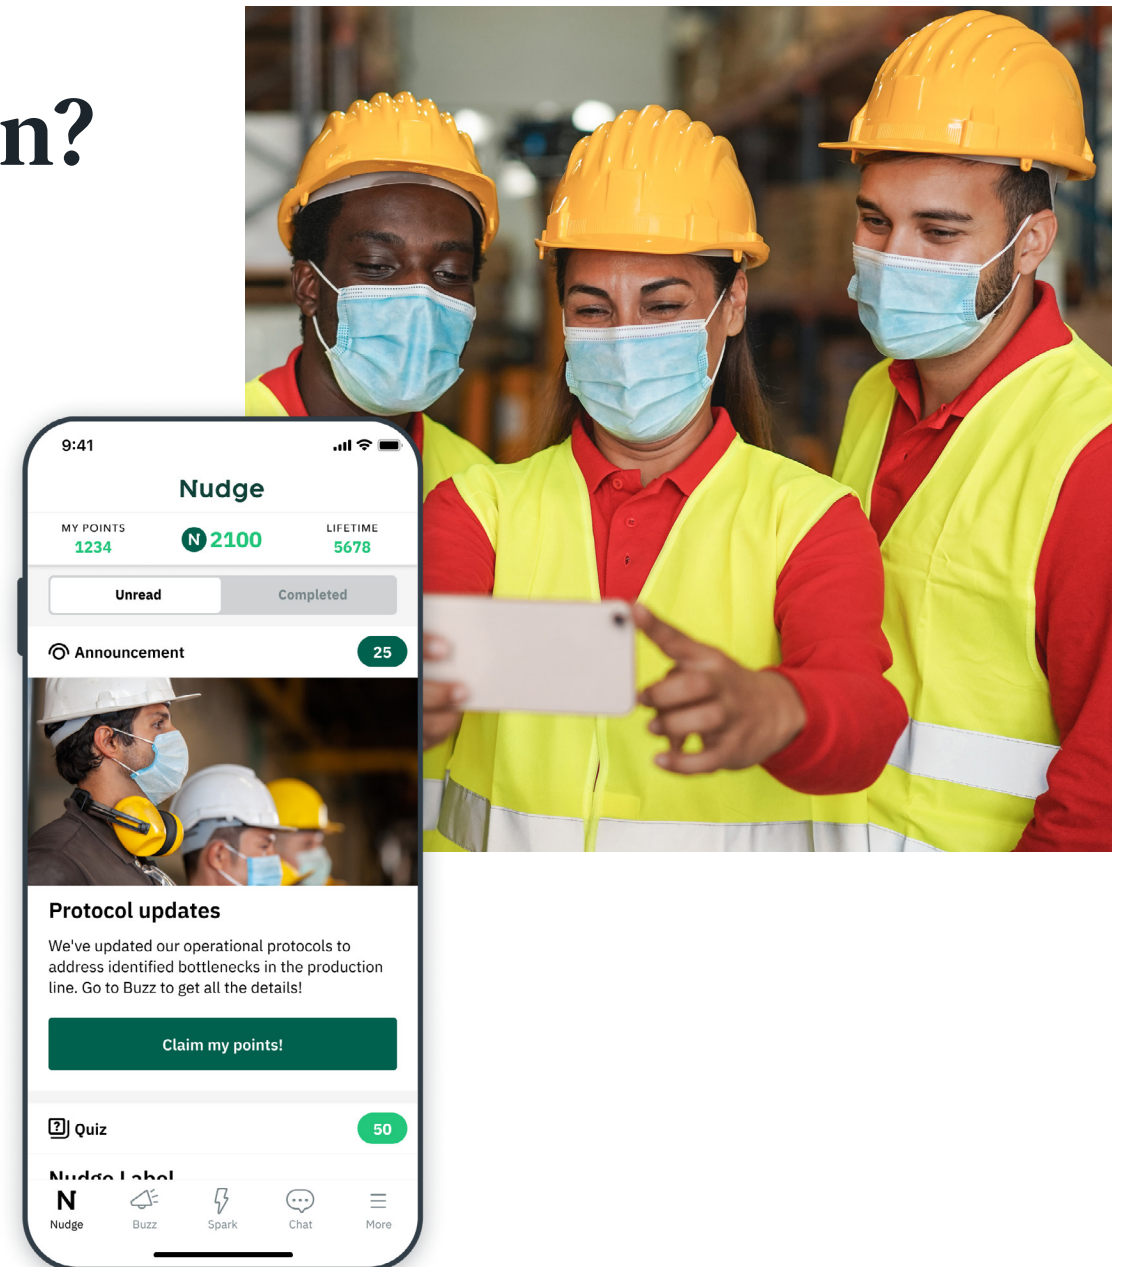 n?
9:41
Nudge
MY POINTS
1234
N 2100
LIFETIME
5678
Unread
Completed
Announcement
25
Protocol updates
We've updated our operational protocols to
address identified bottlenecks in the production
line. Go to Buzz to get all the details!
Claim my points!
Quiz
50
Nudge Label
N
Nudge
Buzz
Spark
Chat
More